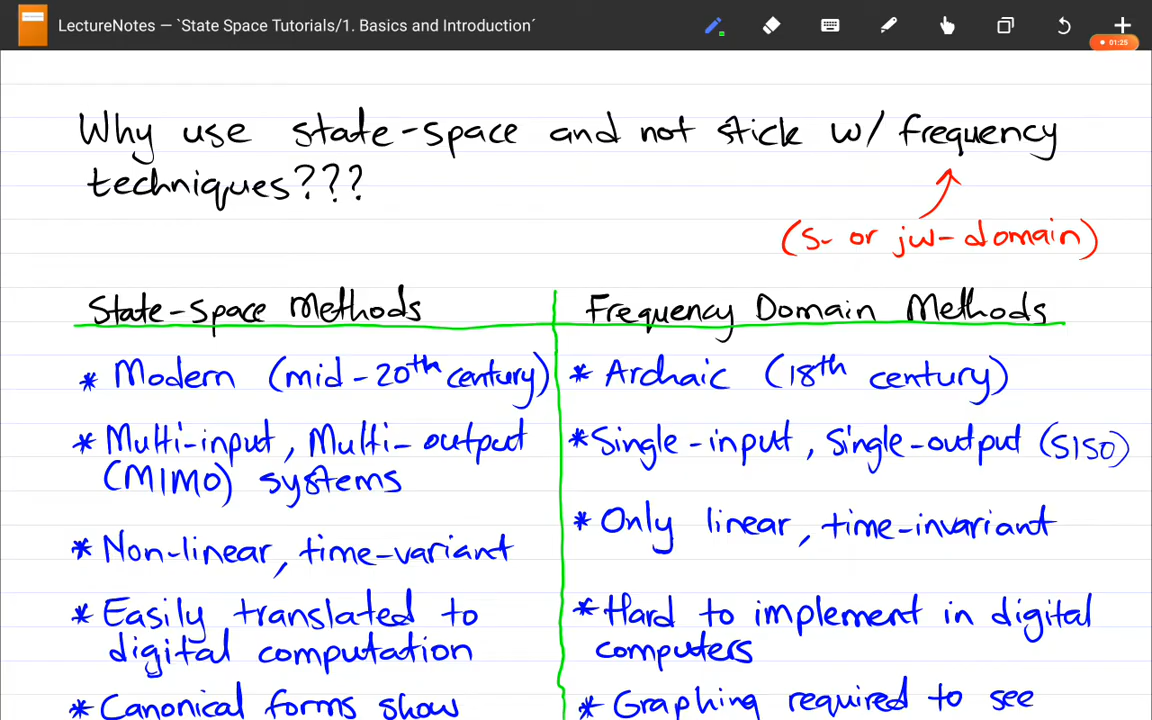 LectureNotes — `State Space Tutorials/1. Basics and Introduction´
01:25
Why use state-space and not stick w/ frequency
techniques???
(s- or jw-domain)
State-Space Methods
* Modern (mid-20th century)
* Multi-input, Multi-output
(MIMO) systems
* Non-linear, time-variant
* Easily translated to
digital computation
* Canonical forms show
Frequency Domain Methods
* Archaic (18th century)
* Single-input, Single-output (SISO)
* Only linear, time-invariant
* Hard to implement in digital
computers
* Graphing required to see